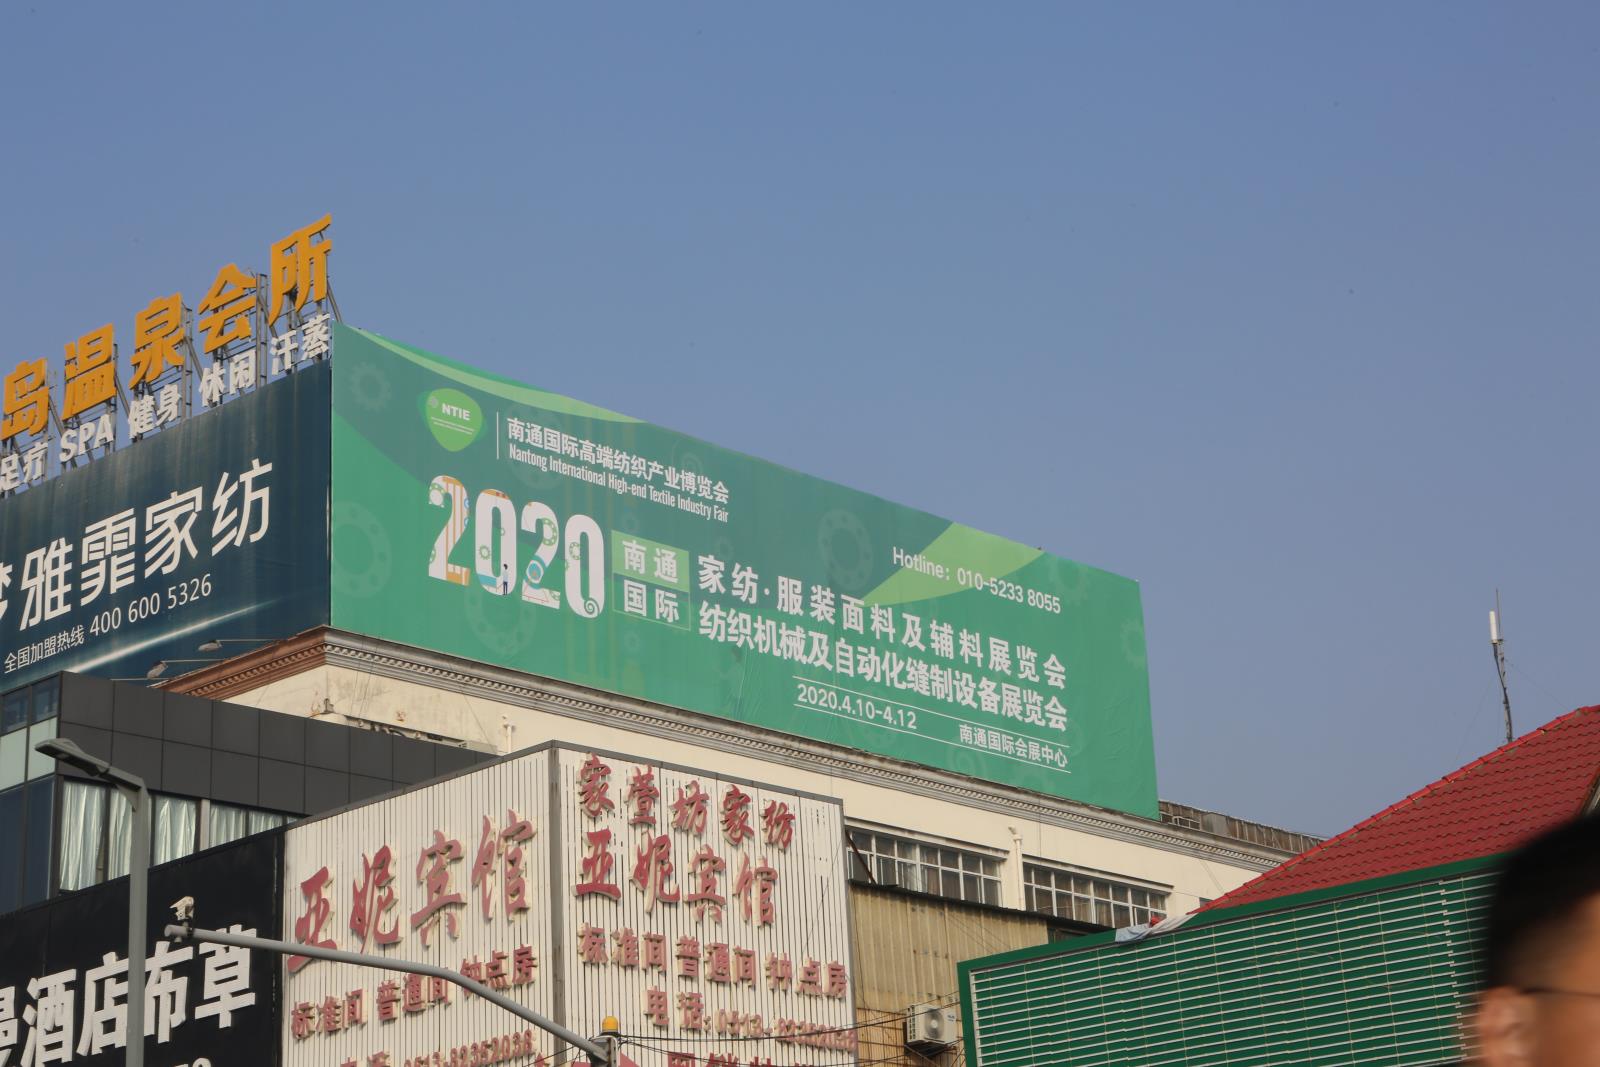 岛温泉会所
足疗 SPA 健身 休闲 汗蒸
雅霏家纺
全国加盟热线 400 600 5326
NTIE
南通国际高端纺织产业博览会
Nantong International High-end Textile Industry Fair
2020
南通
国际
Hotline: 010-5233 8055
家纺·服装面料及辅料展览会
纺织机械及自动化缝制设备展览会
2020.4.10-4.12
南通国际会展中心
家萱坊家纺
亚妮宾馆
标准间 普通间 钟点房
电话:0513-
亚妮宾馆
标准间 普通间 钟点房
酒店布草